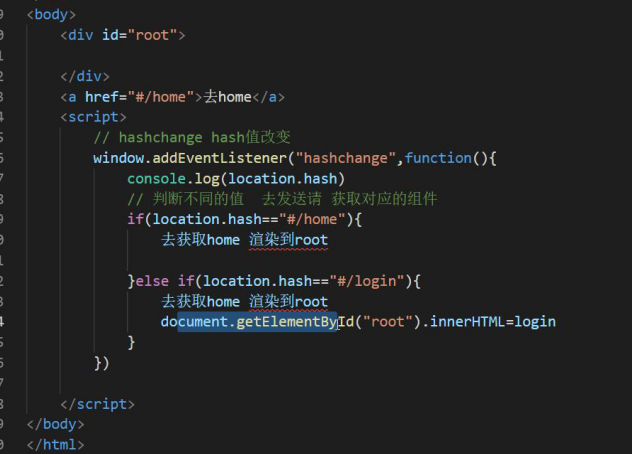 <body>
<div id="root">
</div>
<a href="#/home">去home</a>
<script>
// hashchange hash值改变
window.addEventListener("hashchange",function(){
console.log(location.hash)
// 判断不同的值  去发送请 获取对应的组件
if(location.hash=="#/home"){
去获取home 渲染到root
}else if(location.hash=="#/login"){
去获取home 渲染到root
document.getElementById("root").innerHTML=login
}
})
</script>
</body>
</html>